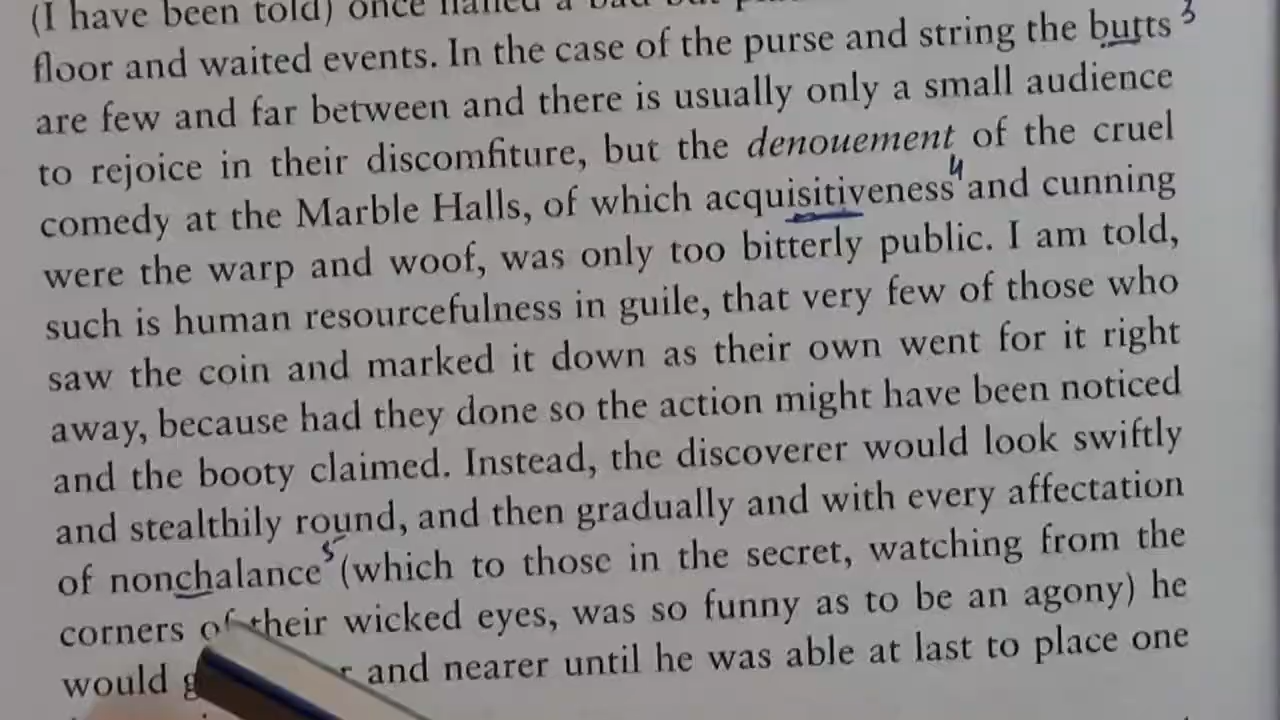 (I have been told) once
floor and waited events. In the case of the purse and string the butts 3
are few and far between and there is usually only a small audience
to rejoice in their discomfiture, but the denouement of the cruel
comedy at the Marble Halls, of which acquisitiveness 4 and cunning
were the warp and woof, was only too bitterly public. I am told,
such is human resourcefulness in guile, that very few of those who
saw the coin and marked it down as their own went for it right
away, because had they done so the action might have been noticed
and the booty claimed. Instead, the discoverer would look swiftly
and stealthily round, and then gradually and with every affectation
of nonchalance 5 (which to those in the secret, watching from the
corners of their wicked eyes, was so funny as to be an agony) he
would and nearer until he was able at last to place one